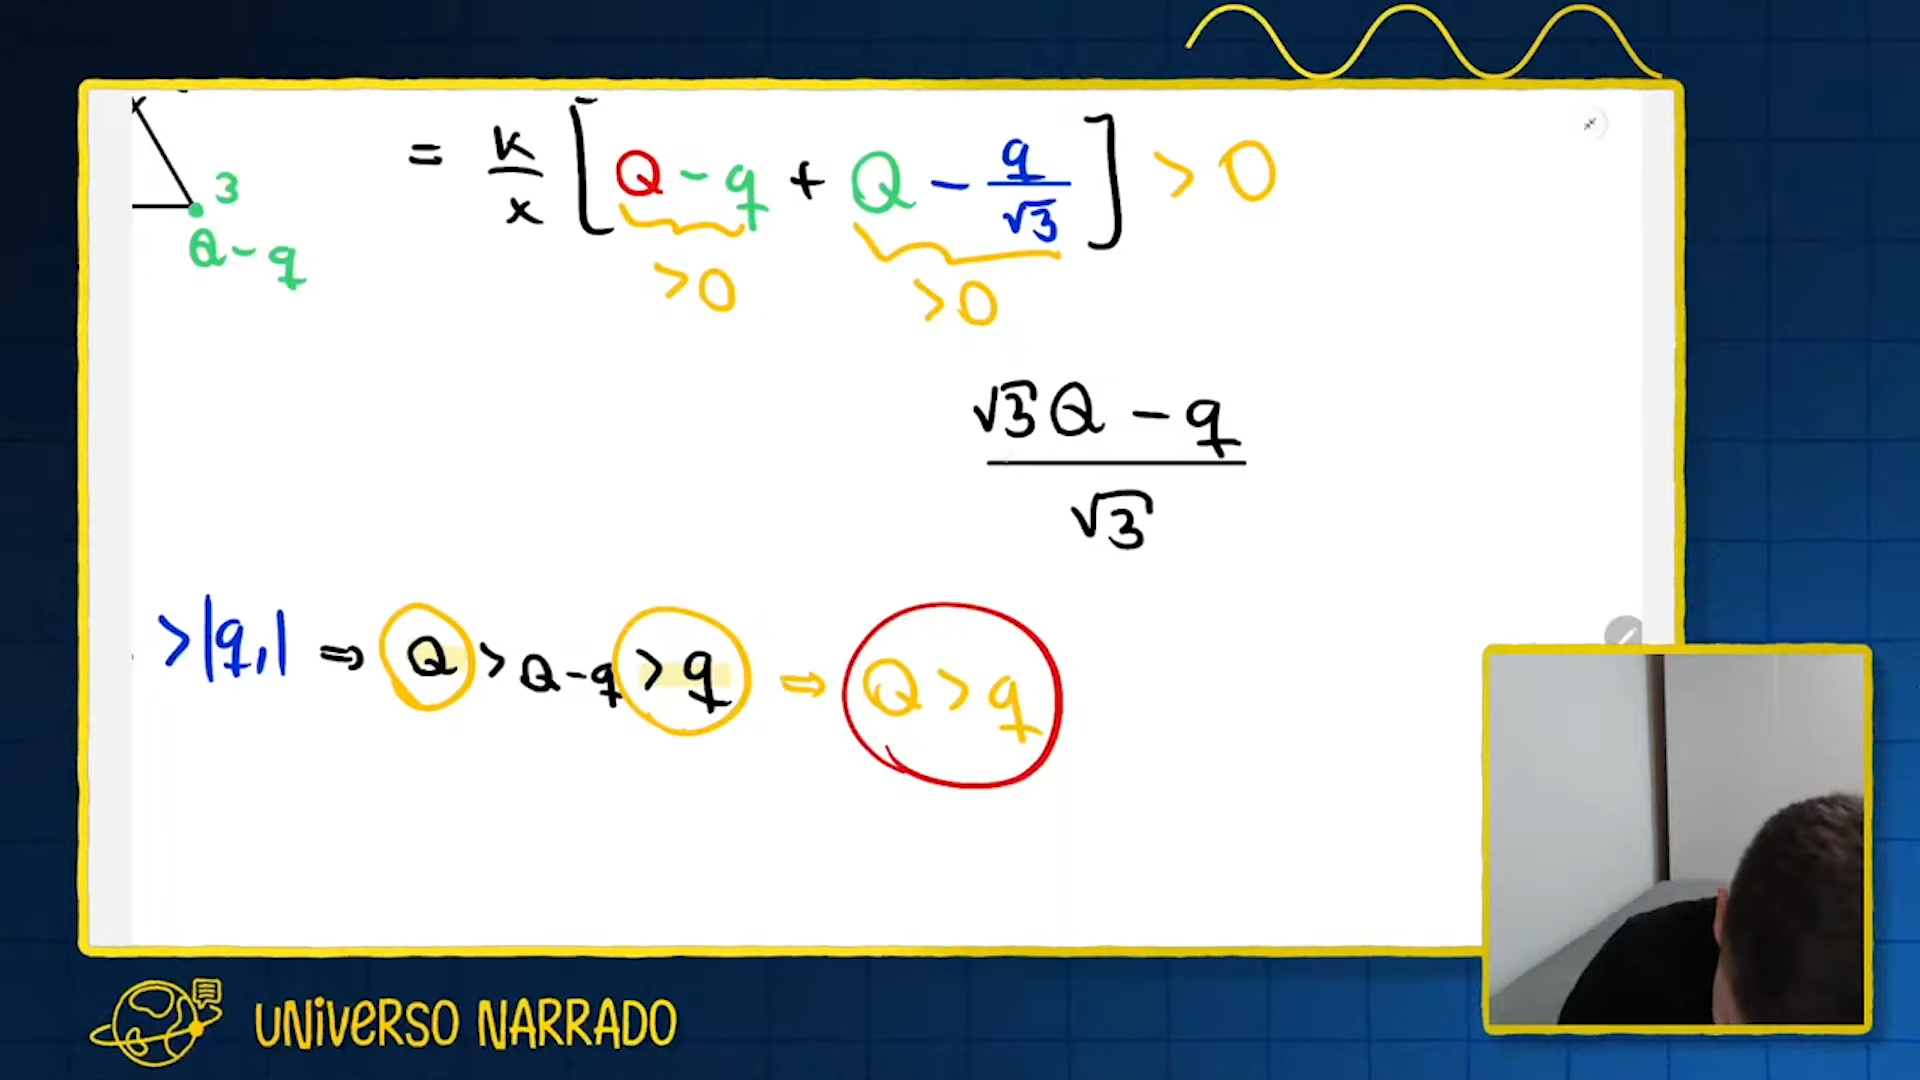 = K/x [Q - q + Q - q/√3] > 0
3
Q - q
> 0
> 0
√3Q - q
√3
> |q₁| ⇒ Q > Q - q > q ⇒ Q > q
UNIVERSO NARRADO